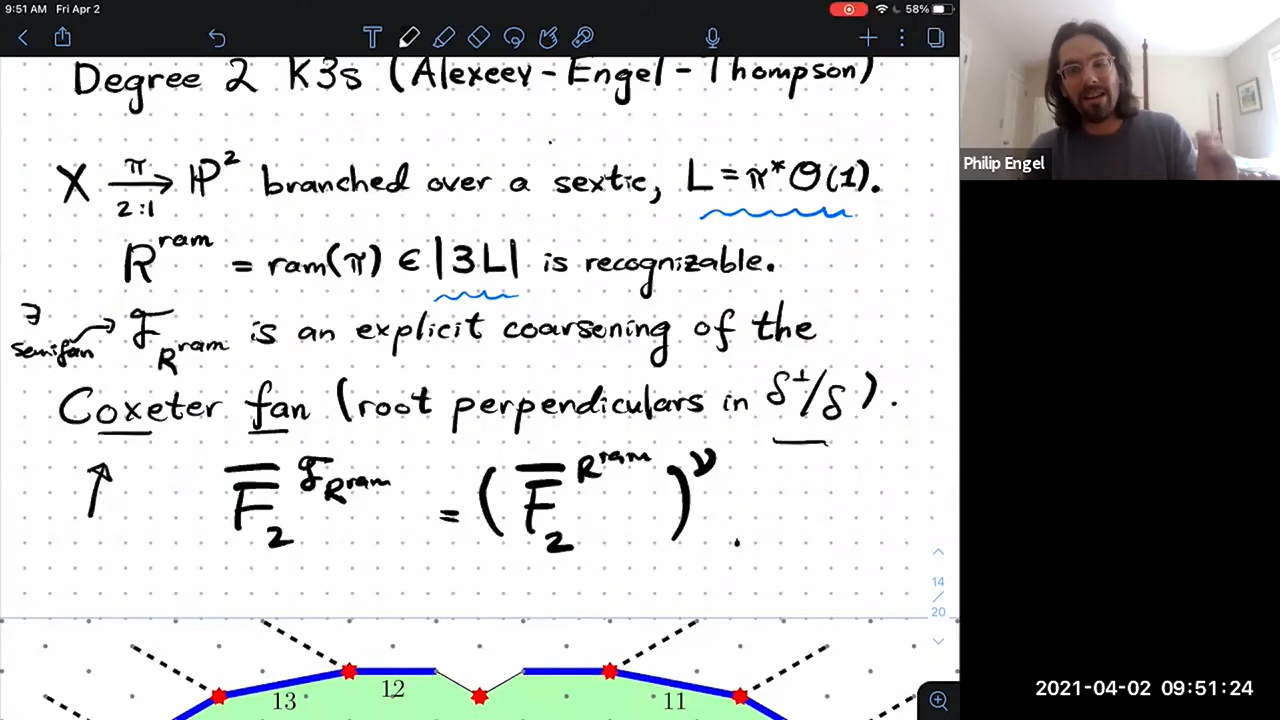 9:51 AM Fri Apr 2
58%
Degree 2 K3s (Alexeev-Engel-Thompson)
X π→ 2:1 ℙ² branched over a sextic, L = π*O(1).
R^ram = ram(π) ∈ |3L| is recognizable.
∃ semifan → 𝔉_{R^ram} is an explicit coarsening of the
Coxeter fan (root perpendiculars in δ^⊥/δ).
↑ F̅_2^{𝔉_{R^ram}} = (F̅_2^{R^ram})^ν.
14
/
20
13
12
11
Philip Engel
2021-04-02 09:51:24